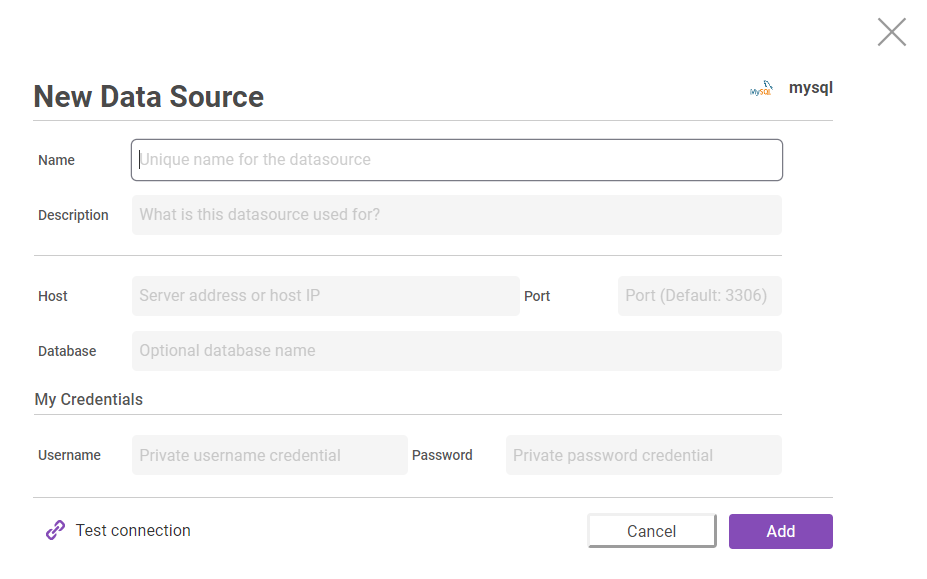 New Data Source
MySQL mysql
Name Unique name for the datasource
Description What is this datasource used for?
Host Server address or host IP Port Port (Default: 3306)
Database Optional database name
My Credentials
Username Private username credential Password Private password credential
Test connection Cancel Add